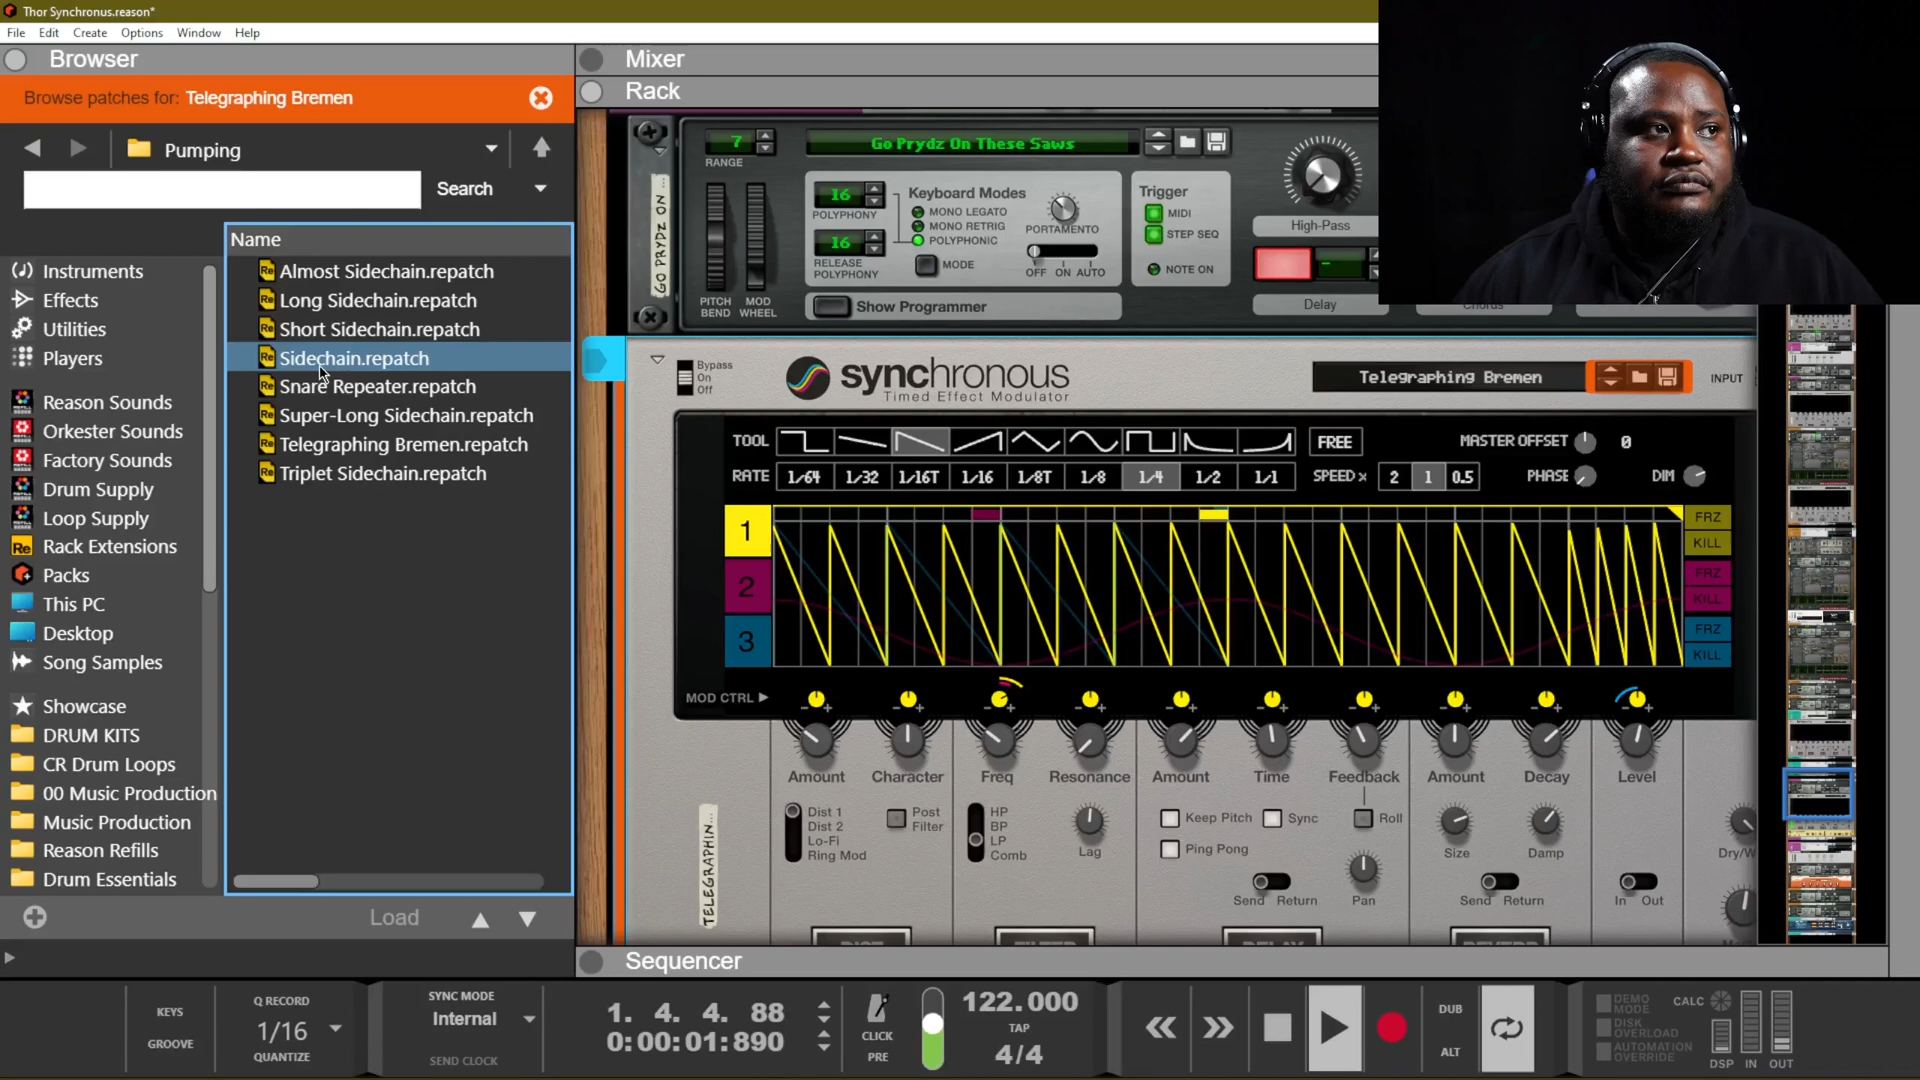 Thor Synchronous.reason*
File Edit Create Options Window Help
Browser
Browse patches for: Telegraphing Bremen
Pumping
Search
Name
Almost Sidechain.repatch
Long Sidechain.repatch
Short Sidechain.repatch
Sidechain.repatch
Snare Repeater.repatch
Super-Long Sidechain.repatch
Telegraphing Bremen.repatch
Triplet Sidechain.repatch
Instruments
Effects
Utilities
Players
Reason Sounds
Orkester Sounds
Factory Sounds
Drum Supply
Loop Supply
Rack Extensions
Packs
This PC
Desktop
Song Samples
Showcase
DRUM KITS
CR Drum Loops
00 Music Production
Music Production
Reason Refills
Drum Essentials
Load
Mixer
Rack
GO PRYDZ ON ...
7
RANGE
Go Prydz On These Saws
16
POLYPHONY
16
RELEASE
POLYPHONY
Keyboard Modes
MONO LEGATO
MONO RETRIG
POLYPHONIC
MODE
PORTAMENTO
OFF ON AUTO
Trigger
MIDI
STEP SEQ
NOTE ON
High-Pass
PITCH
BEND
MOD
WHEEL
Show Programmer
Delay
Chorus
Bypass
On
Off
synchronous
Timed Effect Modulator
Telegraphing Bremen
INPUT
TOOL FREE MASTER OFFSET 0
RATE 1/64 1/32 1/16T 1/16 1/8T 1/8 1/4 1/2 1/1 SPEED x 2 1 0.5 PHASE DIM
1
2
3
FRZ
KILL
FRZ
KILL
FRZ
KILL
MOD CTRL
- + - + - + - + - + - + - + - + - + - +
Amount Character Freq Resonance Amount Time Feedback Amount Decay Level
Dist 1
Dist 2
Lo-Fi
Ring Mod
Post
Filter
HP
BP
LP
Comb
Lag
Keep Pitch
Sync
Ping Pong
Roll
Send Return
Pan
Size
Damp
Send Return
In Out
TELEGRAPHIN...
DIST FILTER DELAY REVERB
Sequencer
KEYS
GROOVE
Q RECORD
1/16
QUANTIZE
SYNC MODE
Internal
SEND CLOCK
1. 4. 4. 88
0:00:01:890
CLICK
PRE
122.000
TAP
4/4
DUB
ALT
DEMO
MODE
DISK
OVERLOAD
AUTOMATION
OVERRIDE
CALC
DSP IN OUT